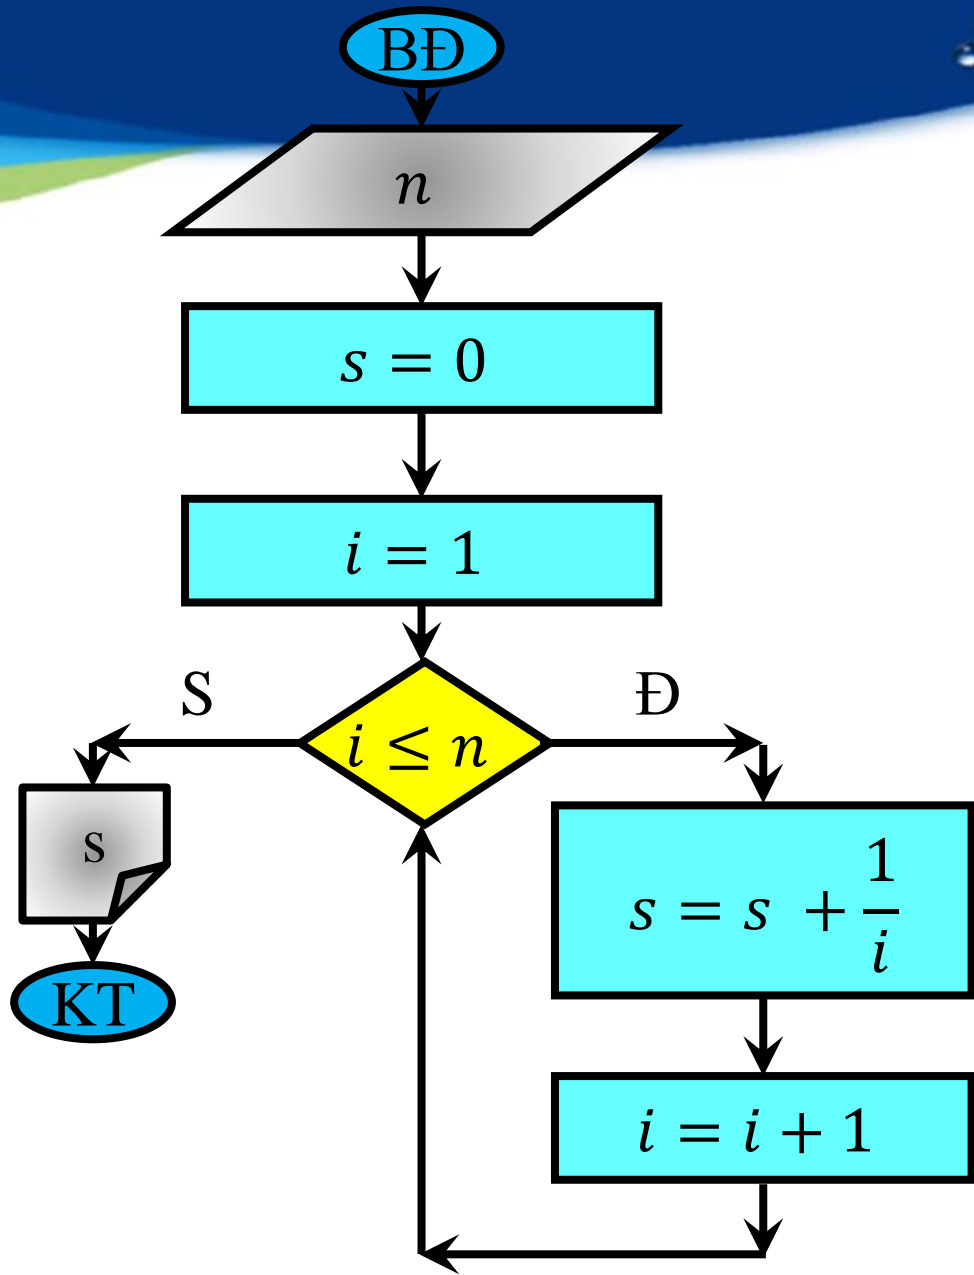 BĐ
n
s = 0
i = 1
S
Đ
i ≤ n
s
s = s + 1/i
KT
i = i + 1